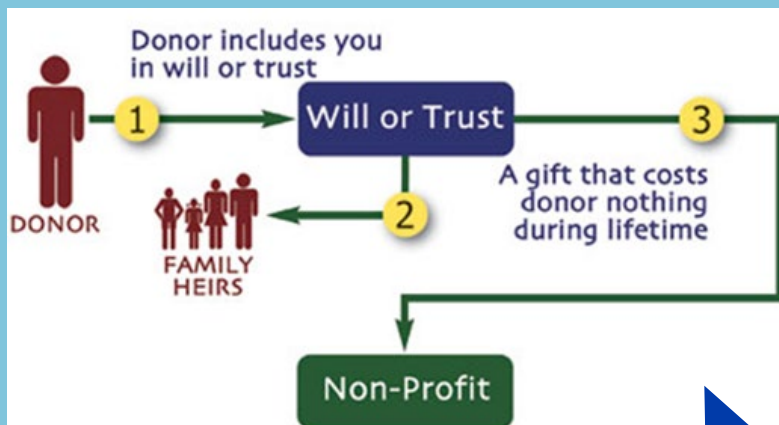 Donor includes you
in will or trust
1
Will or Trust
3
DONOR
2
FAMILY
HEIRS
A gift that costs
donor nothing
during lifetime
Non-Profit